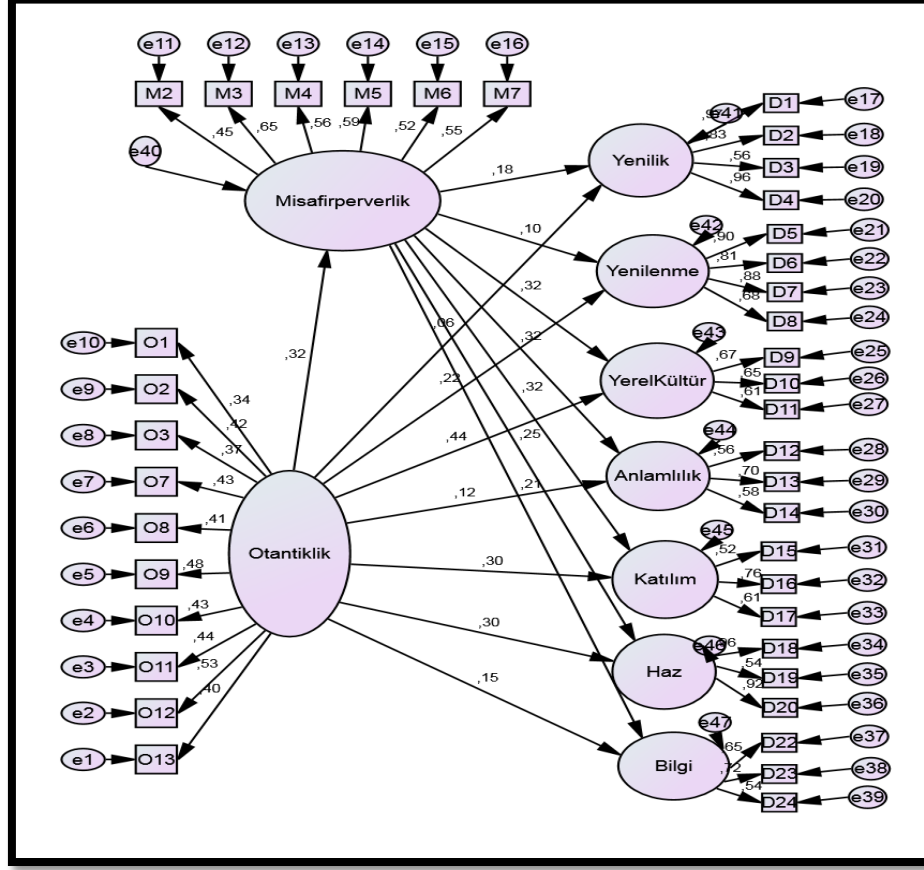 e11 e12 e13 e14 e15 e16
M2 M3 M4 M5 M6 M7
,45 ,65 ,56 ,59 ,52 ,55
e40
Misafirperverlik
,18
,10
,32
,06
,32
,32
,22
,32
,25
,44
,12
,21
,30
,30
,15
e10 O1
e9 O2
e8 O3
e7 O7
e6 O8
e5 O9
e4 O10
e3 O11
e2 O12
e1 O13
,34
,42
,37
,43
,41
,48
,43
,44
,53
,40
Otantiklik
e41
Yenilik
,83
,56
,96
D1 e17
D2 e18
D3 e19
D4 e20
e42
Yenilenme
,90
,81
,88
,68
D5 e21
D6 e22
D7 e23
D8 e24
e43
YerelKültür
,67
,65
,61
D9 e25
D10 e26
D11 e27
e44
Anlamlılık
,56
,70
,58
D12 e28
D13 e29
D14 e30
e45
Katılım
,52
,76
,61
D15 e31
D16 e32
D17 e33
e46
Haz
,54
,92
D18 e34
D19 e35
D20 e36
e47
Bilgi
,65
,72
,54
D22 e37
D23 e38
D24 e39